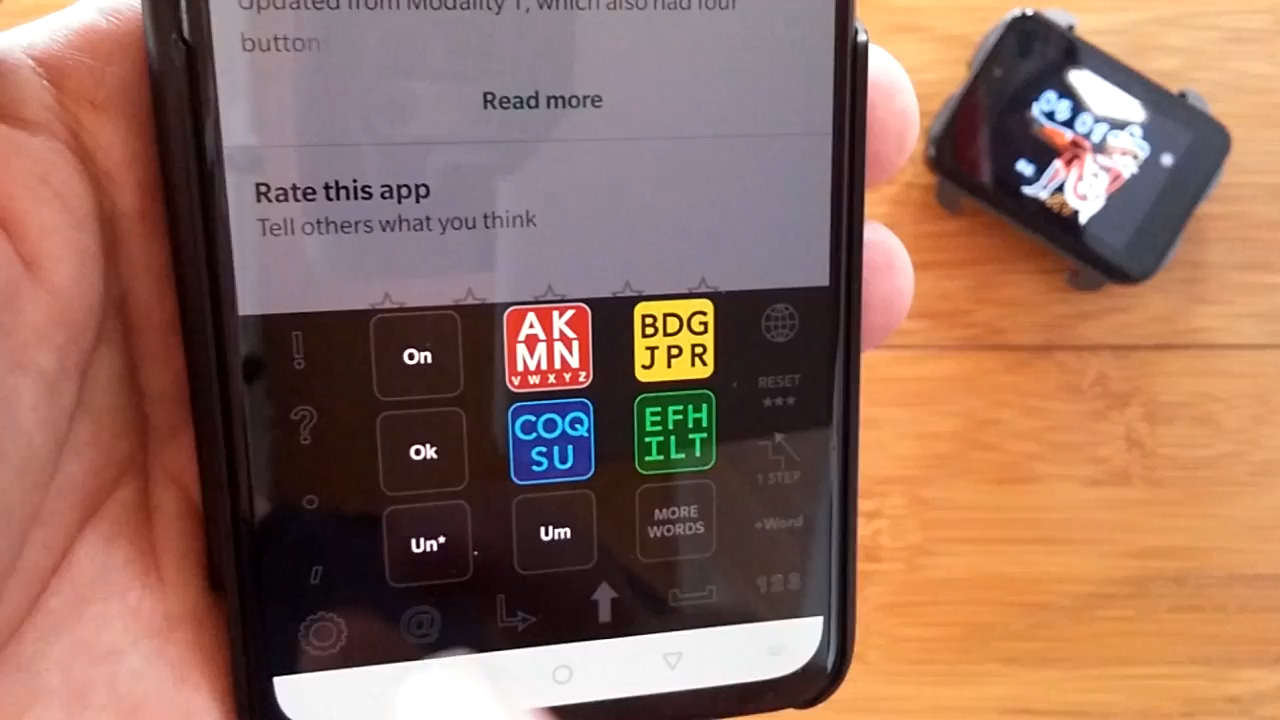 updated from Modality 1, which also had four
button
Read more
Rate this app
Tell others what you think
!
On
AK
MN
VWXYZ
BDG
JPR
RESET
***
?
Ok
COQ
SU
EFH
ILT
1 STEP
Un*
Um
MORE
WORDS
+Word
,
@
123